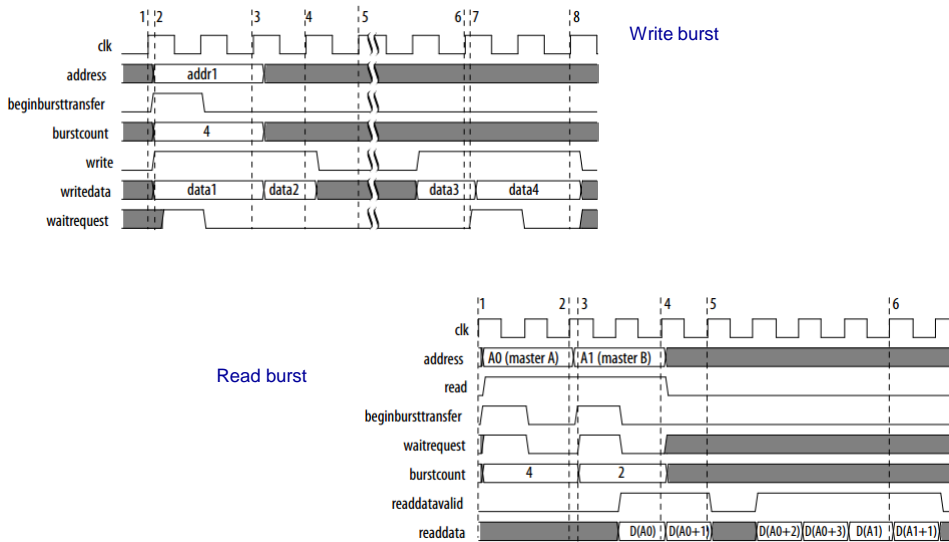 1 2 3 4 5 6 7 8
Write burst
clk
address addr1
beginbursttransfer
burstcount 4
write
writedata data1 data2 data3 data4
waitrequest
1 2 3 4 5 6
clk
address A0 (master A) A1 (master B)
Read burst
read
beginbursttransfer
waitrequest
burstcount 4 2
readdatavalid
readdata D(A0) D(A0+1) D(A0+2) D(A0+3) D(A1) D(A1+1)